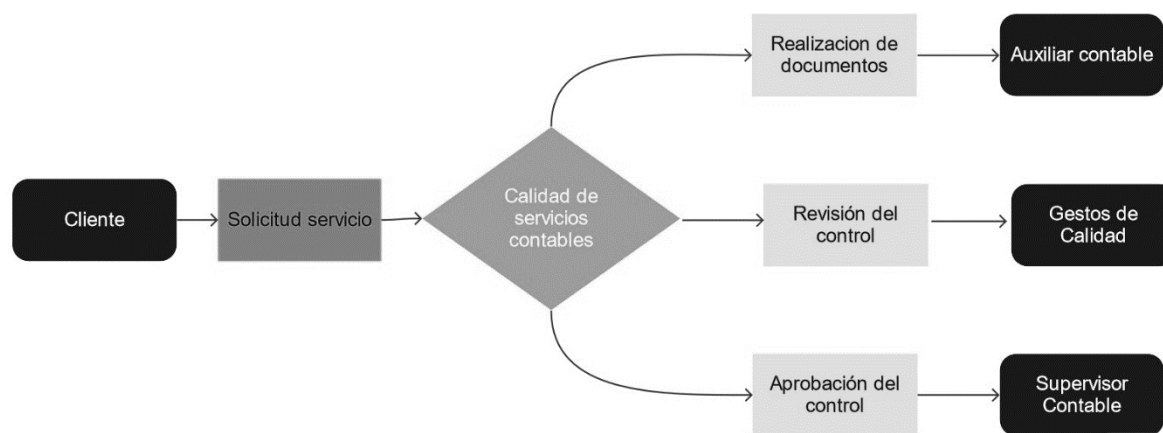 Realizacion de
documentos
Auxiliar contable
Cliente
Solicitud servicio
Calidad de
servicios
contables
Revisión del
control
Gestos de
Calidad
Aprobación del
control
Supervisor
Contable